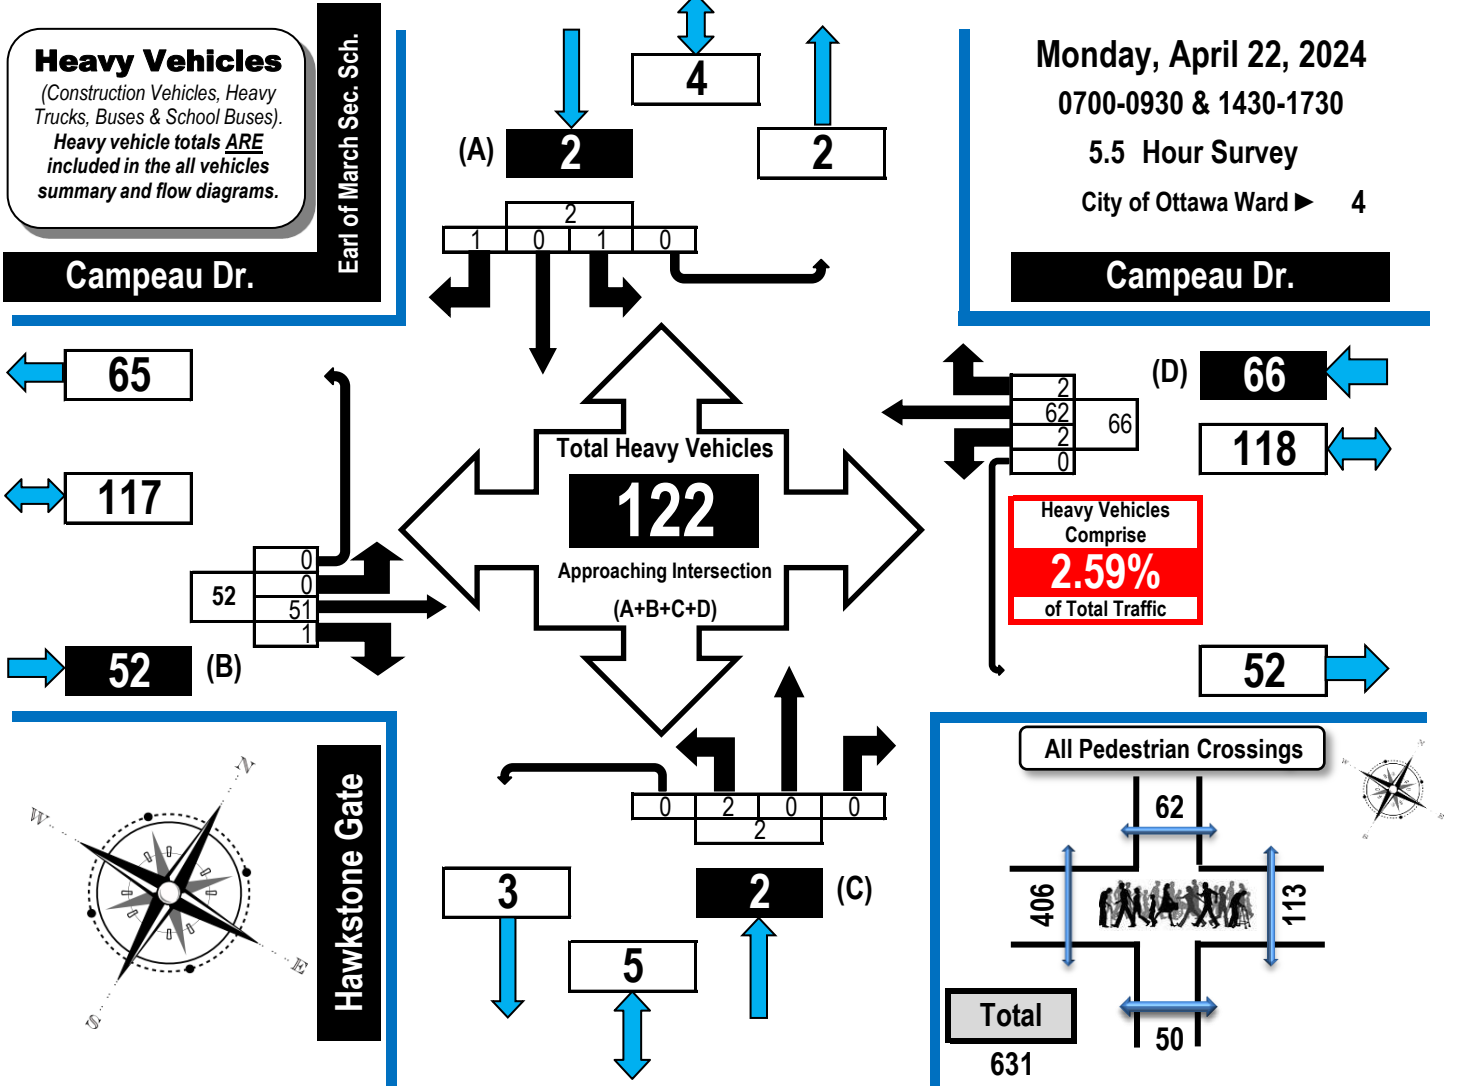 Heavy Vehicles
(Construction Vehicles, Heavy
Trucks, Buses & School Buses).
Heavy vehicle totals ARE
included in the all vehicles
summary and flow diagrams.
Earl of March Sec. Sch.
Campeau Dr.
Monday, April 22, 2024
0700-0930 & 1430-1730
5.5 Hour Survey
City of Ottawa Ward ► 4
Campeau Dr.
4
(A) 2
2
2
1 0 1 0
65
117
0
0
51
1
52
52 (B)
Total Heavy Vehicles
122
Approaching Intersection
(A+B+C+D)
(D) 66
2
62
2
0
66
118
Heavy Vehicles
Comprise
2.59%
of Total Traffic
52
N
W
E
S
Hawkstone Gate
0 2 0 0
2
3
2 (C)
5
All Pedestrian Crossings
62
406
113
50
Total
631